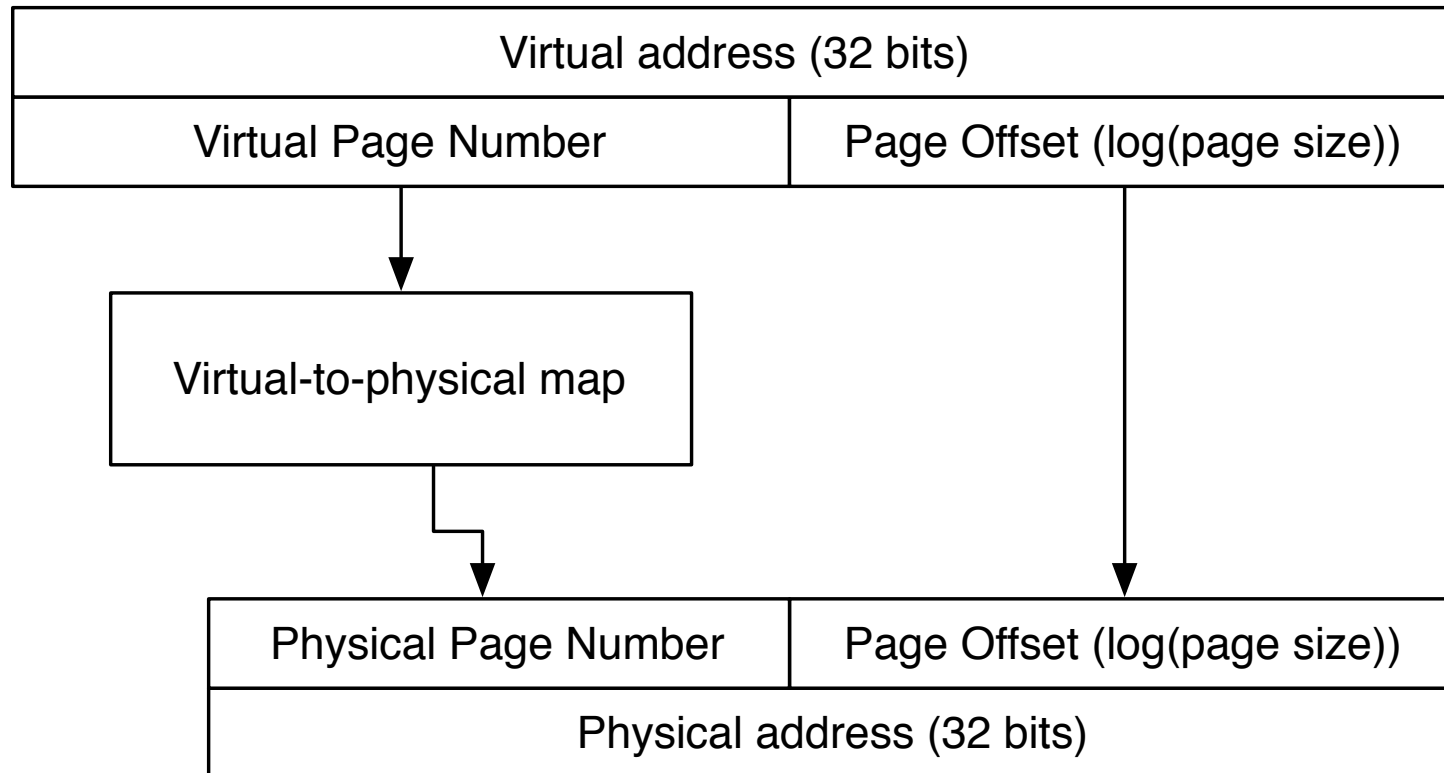 Virtual address (32 bits)
Virtual Page Number
Page Offset (log(page size))
Virtual-to-physical map
Physical Page Number
Page Offset (log(page size))
Physical address (32 bits)